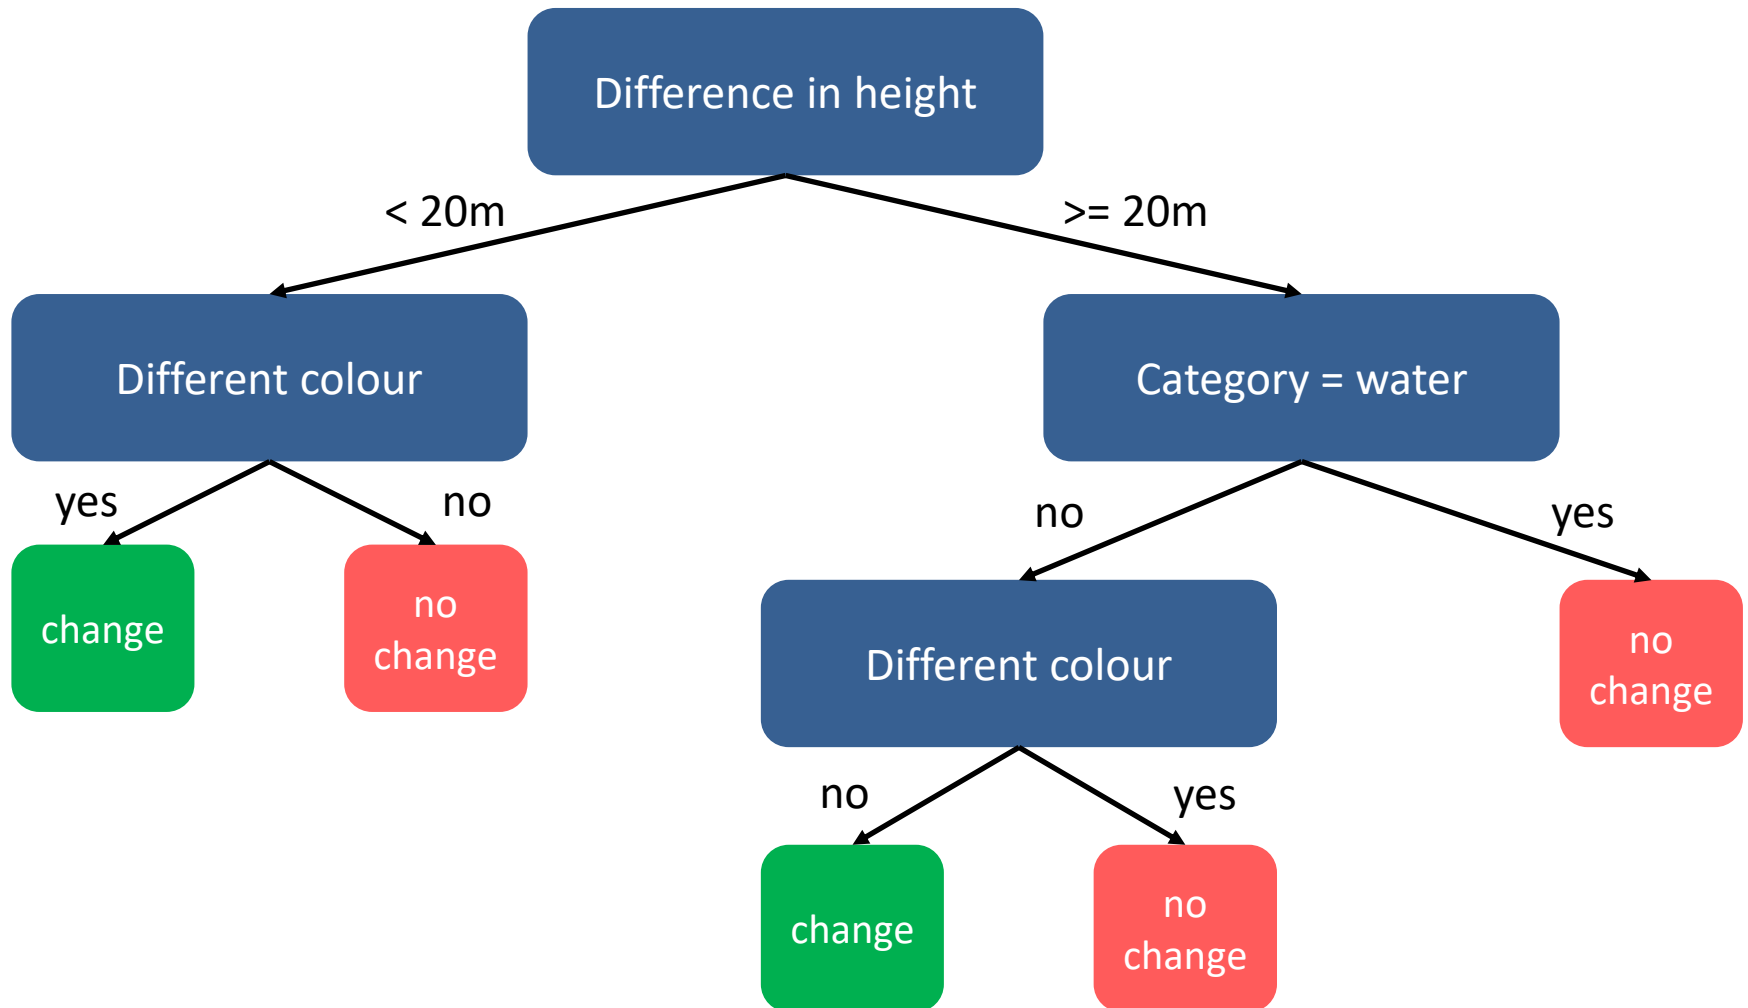 Difference in height
< 20m
>= 20m
Different colour
Category = water
yes
no
no
yes
change
no
change
Different colour
no
change
no
yes
change
no
change